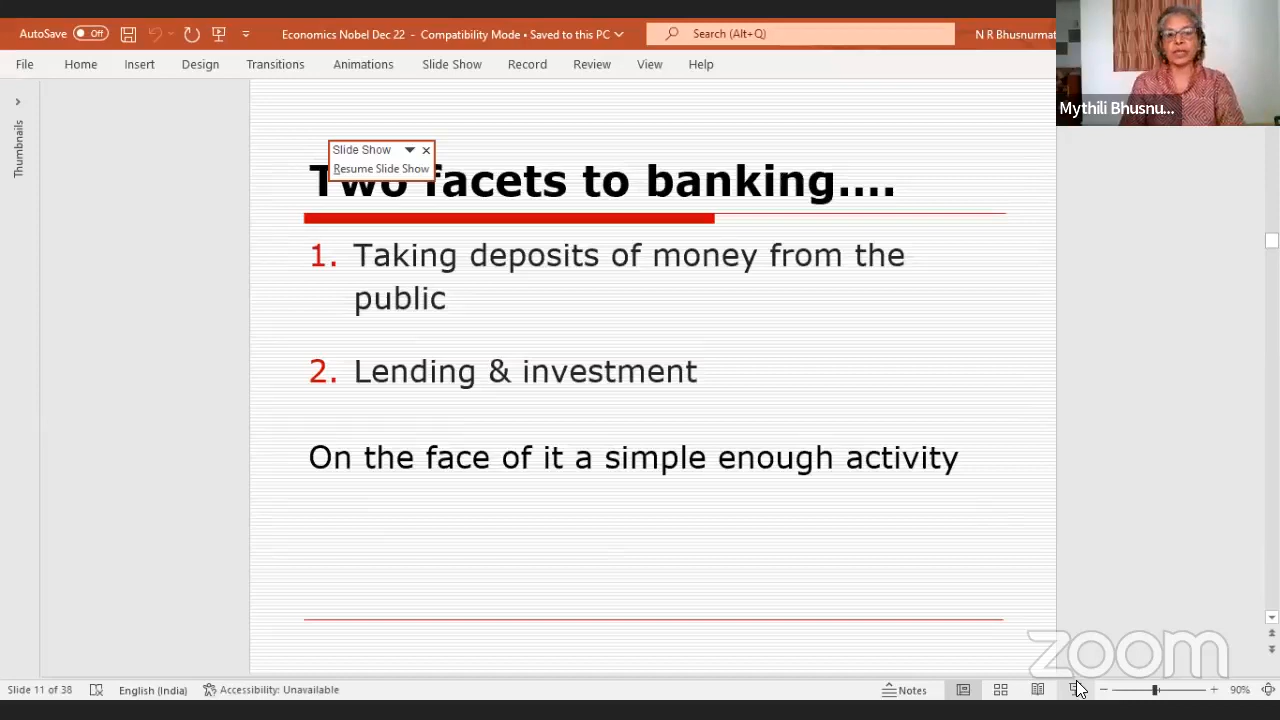 AutoSave Off
Economics Nobel Dec 22 - Compatibility Mode • Saved to this PC
Search (Alt+Q)
N R Bhusnurmat
File Home Insert Design Transitions Animations Slide Show Record Review View Help
Mythili Bhusnu...
Thumbnails
Slide Show
Resume Slide Show
Two facets to banking....
1. Taking deposits of money from the
public
2. Lending & investment
On the face of it a simple enough activity
zoom
Slide 11 of 38 English (India) Accessibility: Unavailable Notes 90%